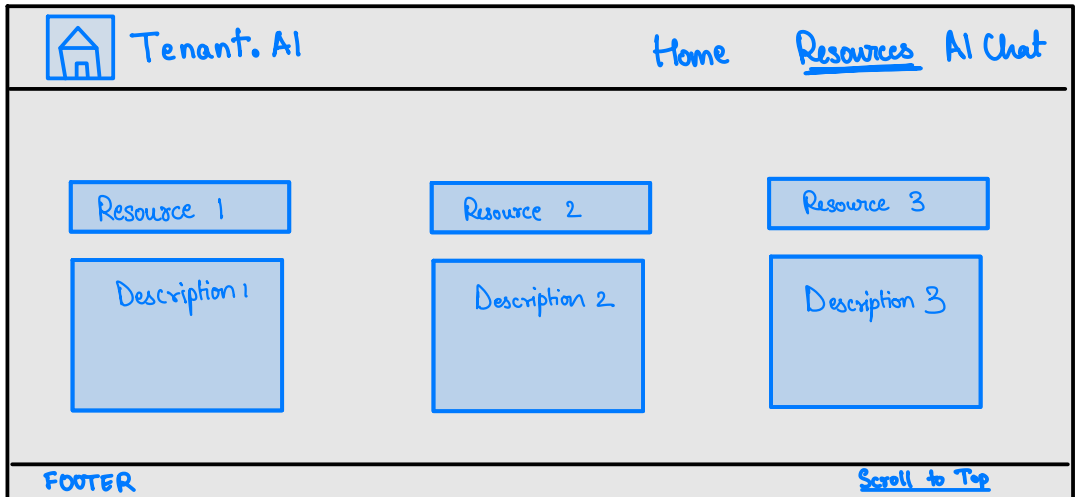 Tenant. AI Home Resources AI Chat
Resource 1 Resource 2 Resource 3
Description 1 Description 2 Description 3
FOOTER Scroll to Top